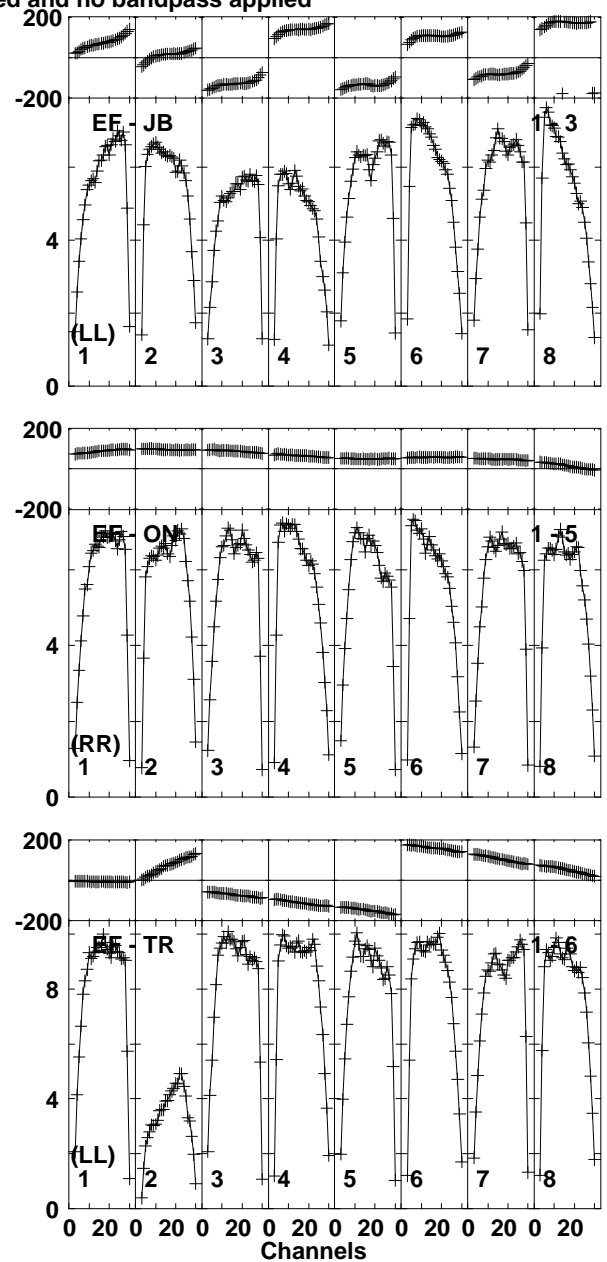 ed and no bandpass applied
200
-200
EF - JB 1 - 3
4
(LL)
1 2 3 4 5 6 7 8
0
200
-200
EF - ON 1 - 5
4
(RR)
1 2 3 4 5 6 7 8
0
200
-200
EF - TR 1 - 6
8
4
(LL)
1 2 3 4 5 6 7 8
0
0 20 0 20 0 20 0 20 0 20 0 20 0 20 0 20
Channels